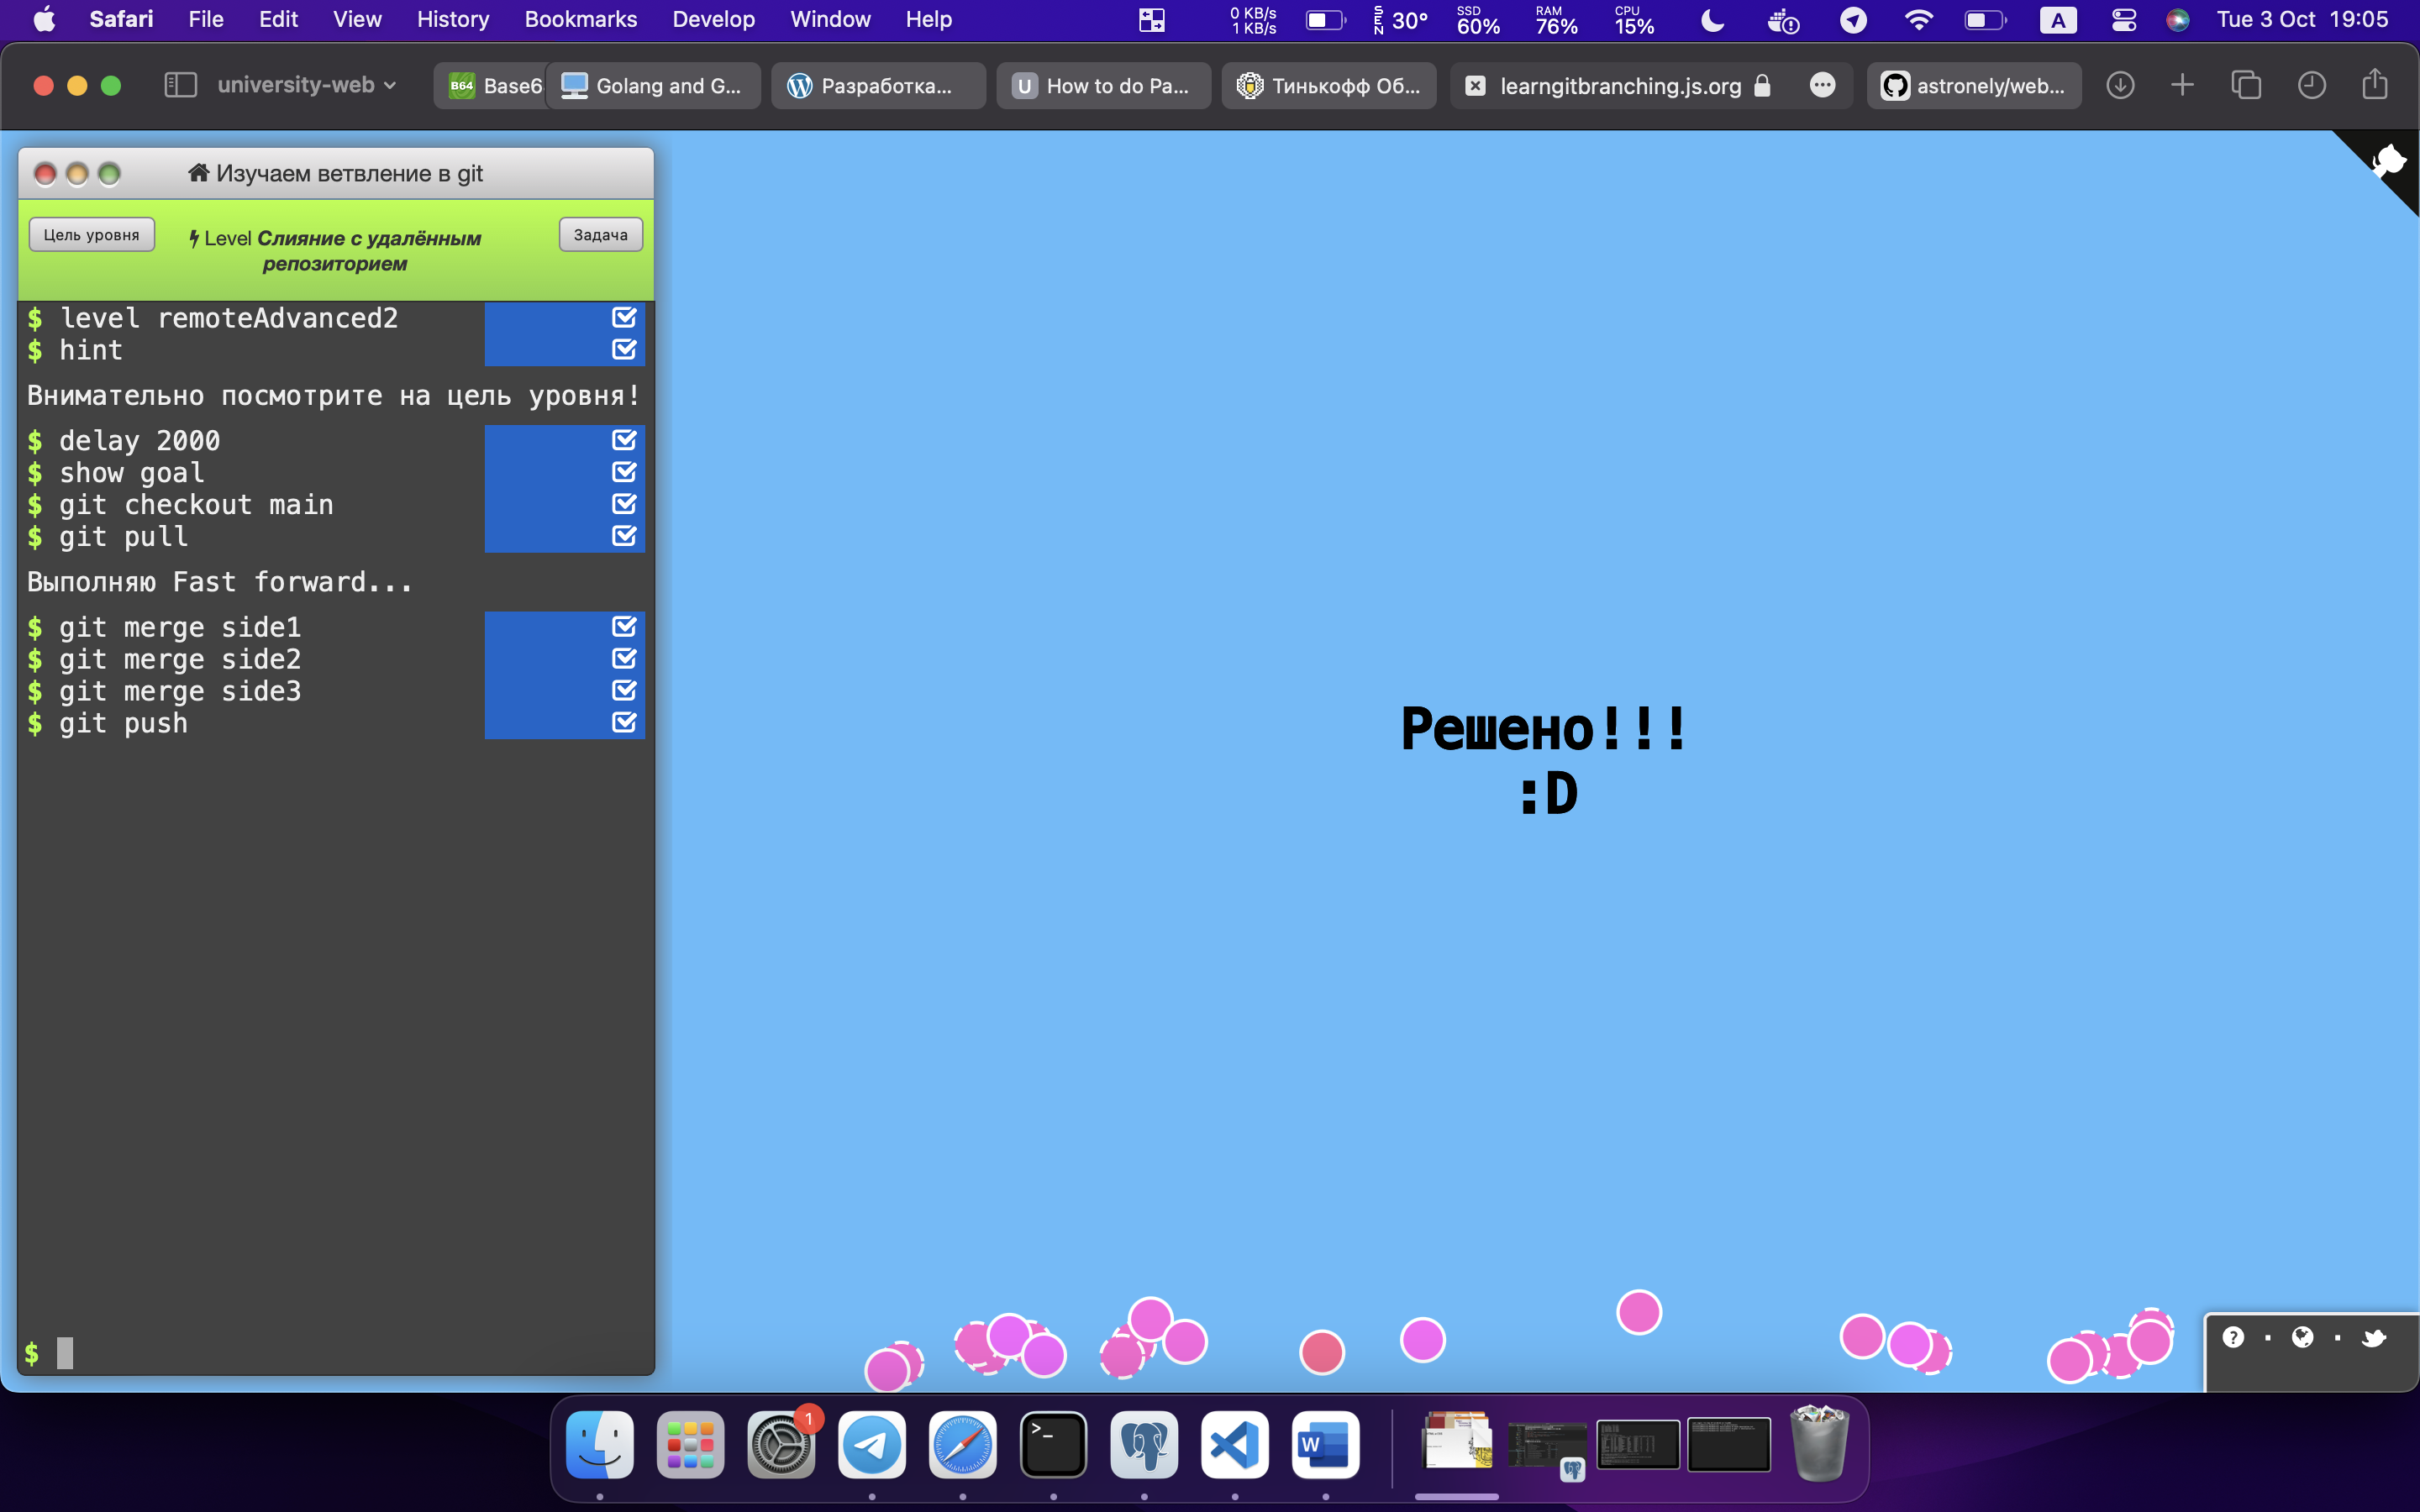 Safari File Edit View History Bookmarks Develop Window Help
0 KB/s
1 KB/s
SEN 30°
SSD
60%
RAM
76%
CPU
15%
A
Tue 3 Oct 19:05
university-web
B64 Base6
Golang and G...
Разработка...
U How to do Pa...
Тинькофф Об...
learngitbranching.js.org
astronely/web...
Изучаем ветвление в git
Цель уровня
Level Слияние с удалённым
репозиторием
Задача
$ level remoteAdvanced2
$ hint
Внимательно посмотрите на цель уровня!
$ delay 2000
$ show goal
$ git checkout main
$ git pull
Выполняю Fast forward...
$ git merge side1
$ git merge side2
$ git merge side3
$ git push
$
Решено!!!
:D
?
1
>_
W